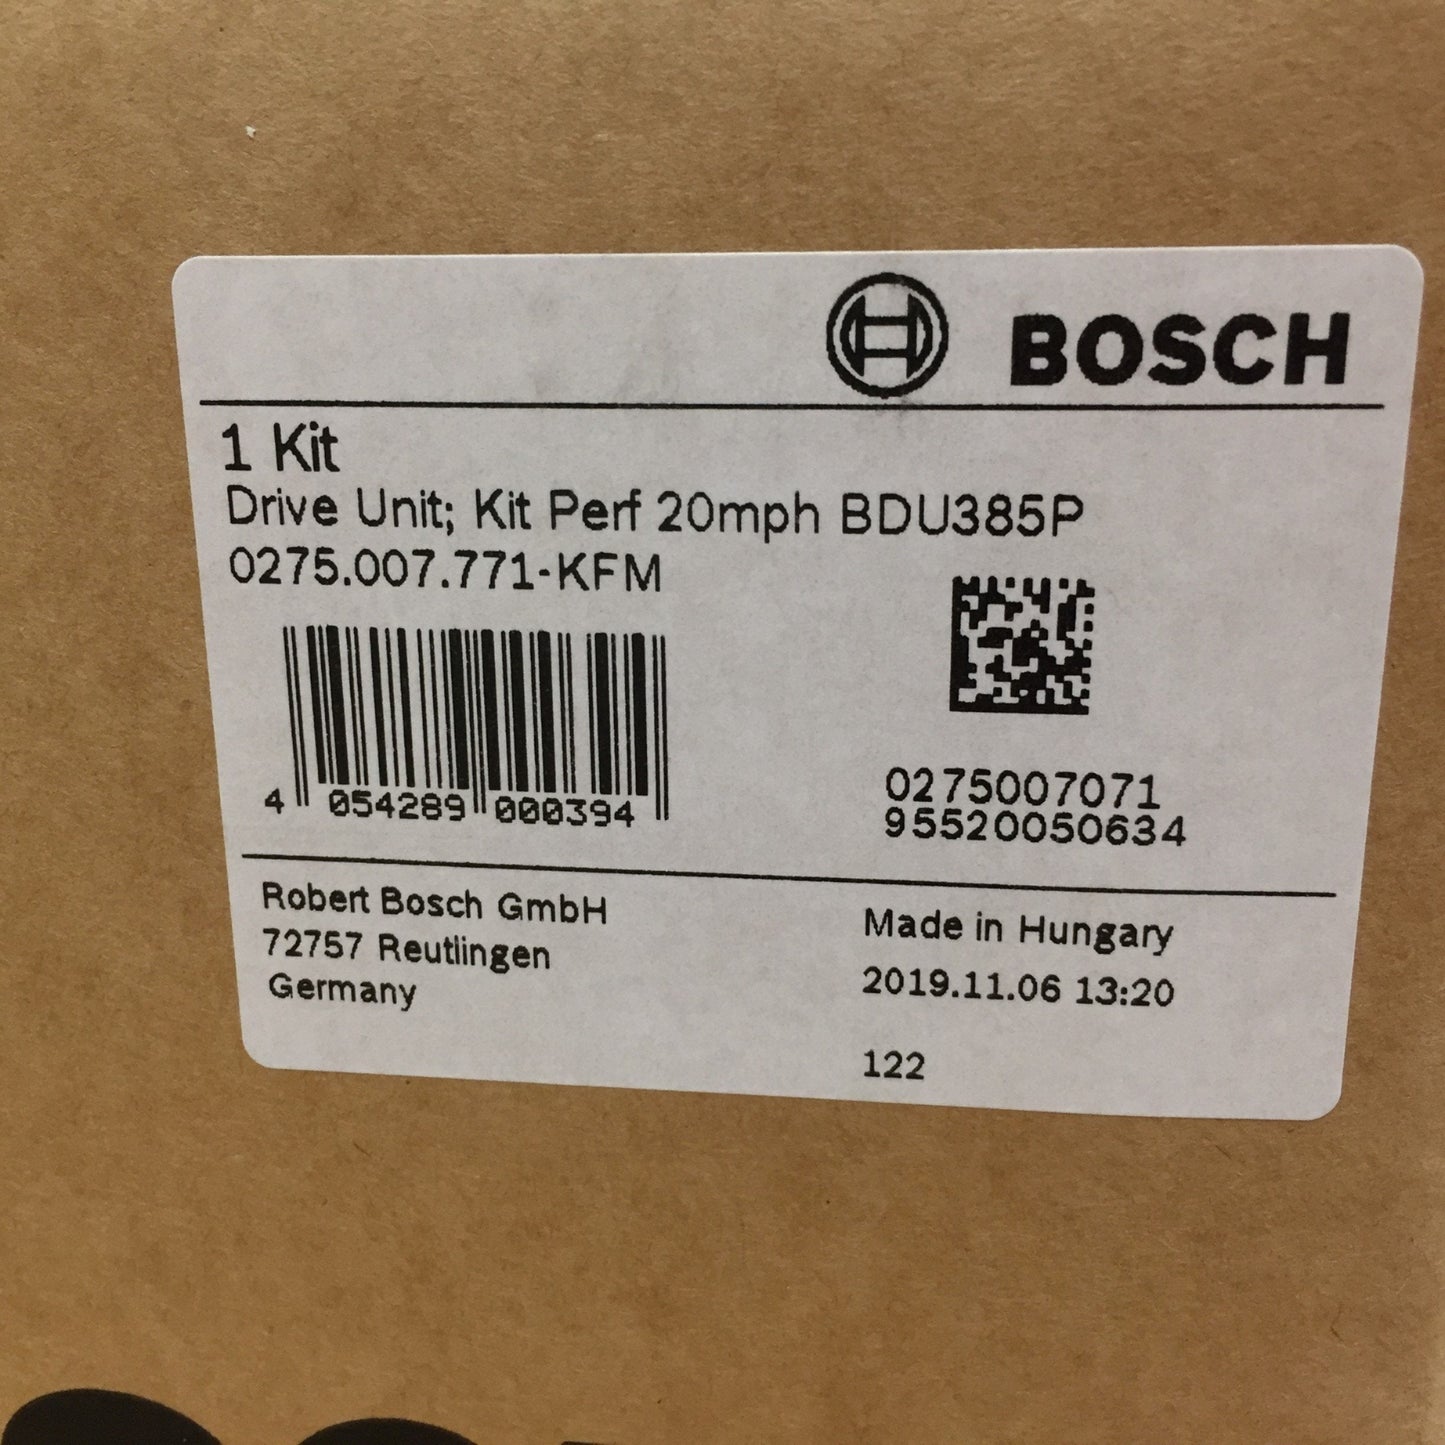 BOSCH
1 Kit
Drive Unit; Kit Perf 20mph BDU385P
0275.007.771-KFM
4 054289 000394
0275007071
95520050634
Robert Bosch GmbH
72757 Reutlingen
Germany
Made in Hungary
2019.11.06 13:20
122